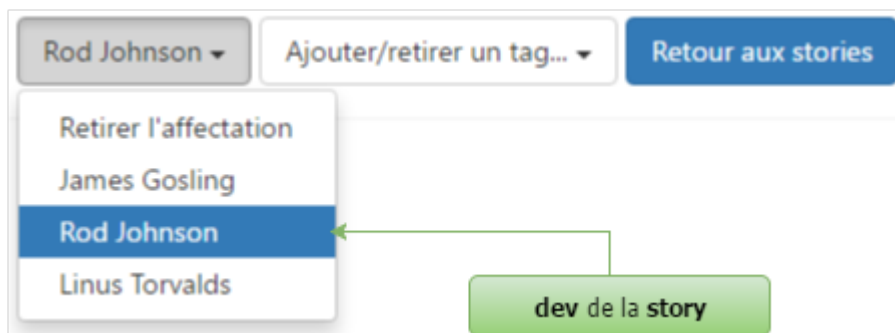 Rod Johnson
Ajouter/retirer un tag...
Retour aux stories
Retirer l'affectation
James Gosling
Rod Johnson
Linus Torvalds
dev de la story